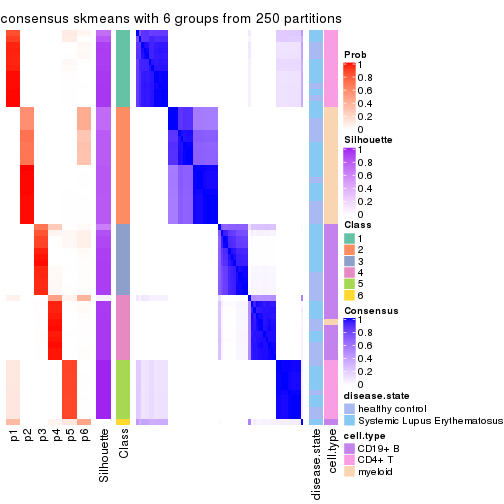 consensus skmeans with 6 groups from 250 partitions
Prob
1
0.8
0.6
0.4
0.2
0
Silhouette
1
0.8
0.6
0.4
0.2
0
Class
1
2
3
4
5
6
Consensus
1
0.8
0.6
0.4
0.2
0
disease.state
healthy control
Systemic Lupus Erythematosus
cell.type
CD19+ B
CD4+ T
myeloid
p1
p2
p3
p4
p5
p6
Silhouette
Class
disease.state
cell.type